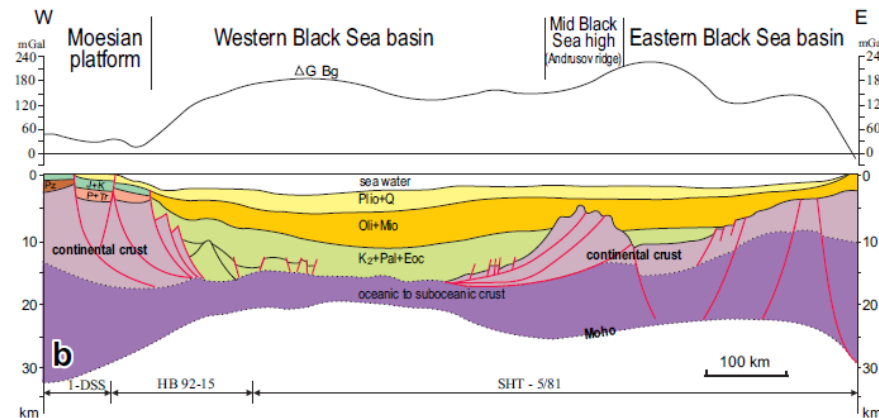 W E
Moesian
platform
Western Black Sea basin
Mid Black
Sea high
(Andrusov ridge)
Eastern Black Sea basin
mGal mGal
240 240
180 180
120 120
60 60
0 0
△G Bg
0 0
10 10
20 20
30 30
km km
sea water
Plio+Q
Oli+Mio
K₂+Pal+Eoc
Pz
J+K
P+Tr
continental crust
continental crust
oceanic to suboceanic crust
Moho
b
100 km
1-DSS HB 92-15 SHT - 5/81